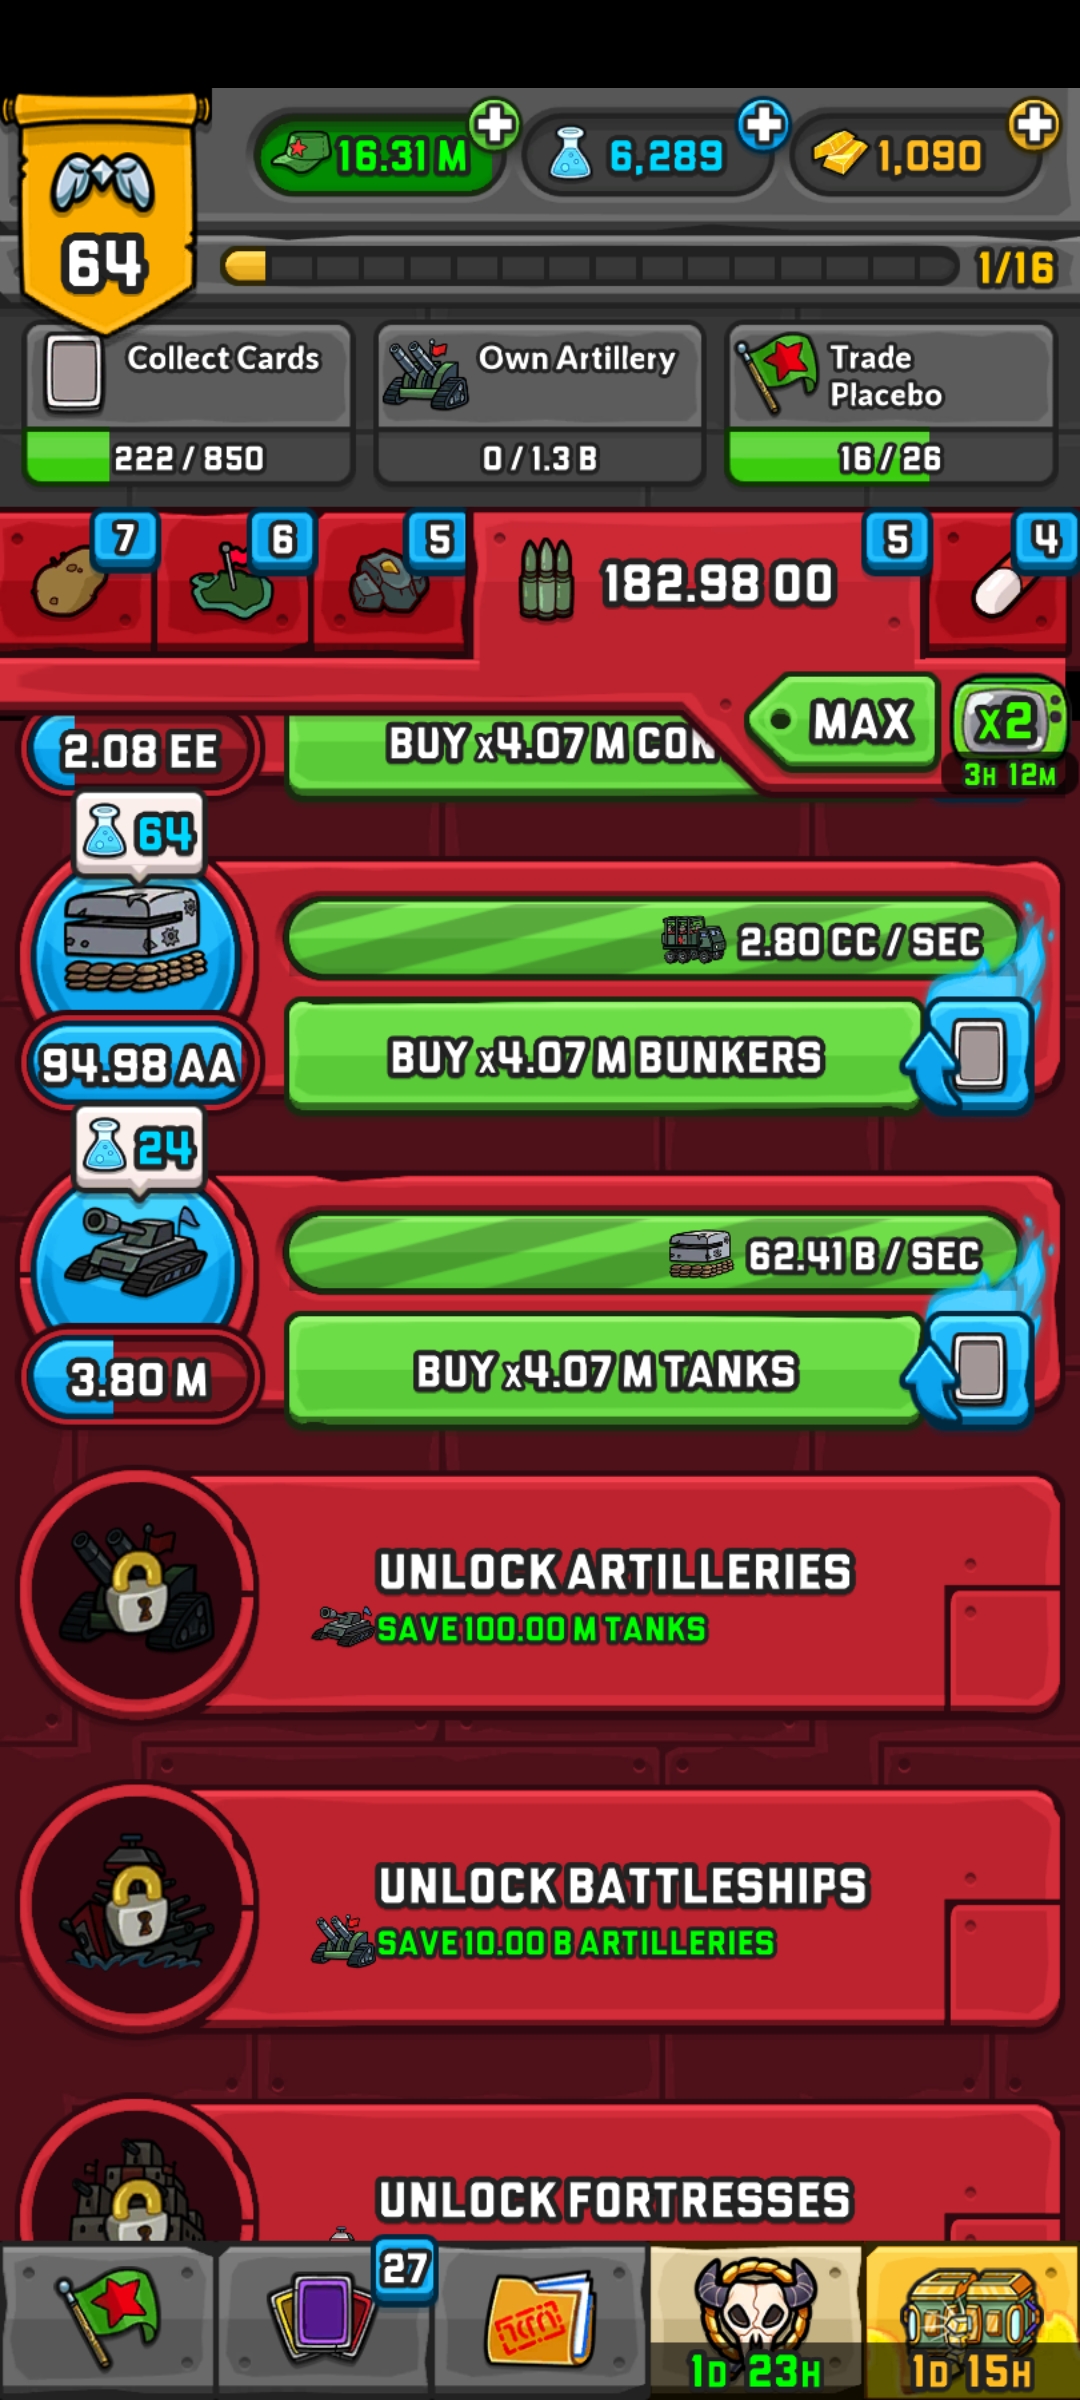 64
16.31 M
6,289
1,090
1/16
Collect Cards
222 / 850
Own Artillery
0 / 1.3 B
Trade
Placebo
16 / 26
7
6
5
182.98 OO
5
4
MAX
x2
3H 12M
2.08 EE
BUY x4.07 M CON
64
2.80 CC / SEC
94.98 AA
BUY x4.07 M BUNKERS
24
62.41 B / SEC
3.80 M
BUY x4.07 M TANKS
UNLOCK ARTILLERIES
SAVE 100.00 M TANKS
UNLOCK BATTLESHIPS
SAVE 10.00 B ARTILLERIES
UNLOCK FORTRESSES
27
1D 23H
1D 15H